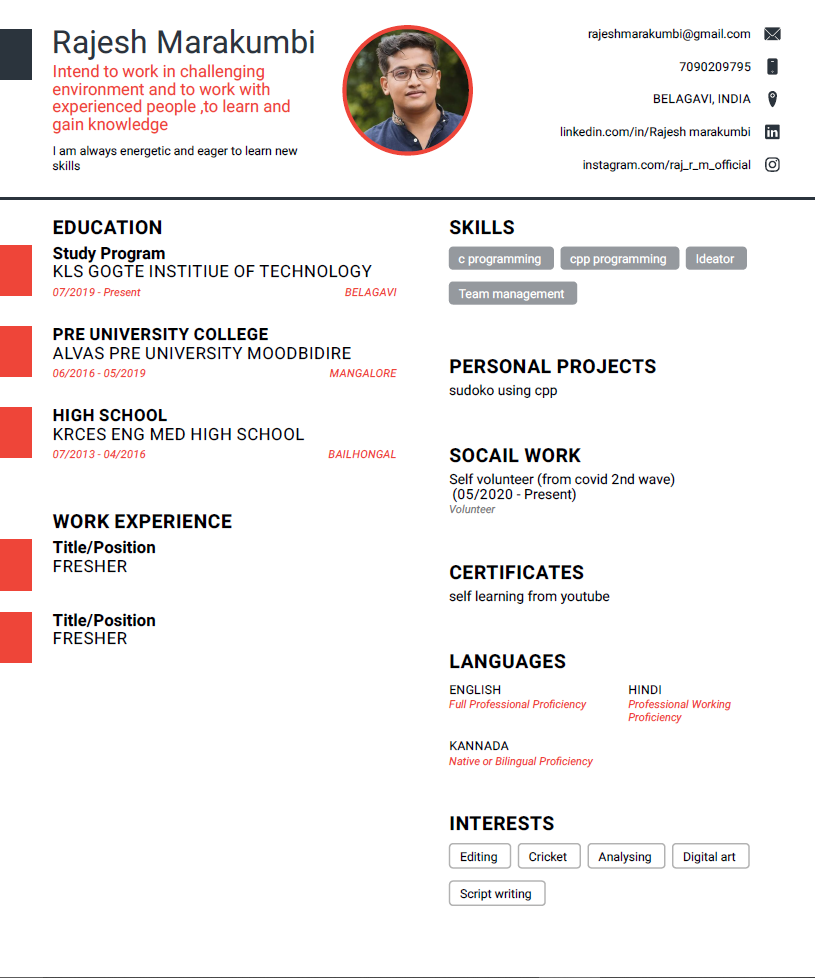 Rajesh Marakumbi
Intend to work in challenging
environment and to work with
experienced people ,to learn and
gain knowledge
I am always energetic and eager to learn new
skills
rajeshmarakumbi@gmail.com
7090209795
BELAGAVI, INDIA
linkedin.com/in/Rajesh marakumbi
instagram.com/raj_r_m_official
EDUCATION
Study Program
KLS GOGTE INSTITIUE OF TECHNOLOGY
07/2019 - Present BELAGAVI
PRE UNIVERSITY COLLEGE
ALVAS PRE UNIVERSITY MOODBIDIRE
06/2016 - 05/2019 MANGALORE
HIGH SCHOOL
KRCES ENG MED HIGH SCHOOL
07/2013 - 04/2016 BAILHONGAL
WORK EXPERIENCE
Title/Position
FRESHER
Title/Position
FRESHER
SKILLS
c programming cpp programming Ideator
Team management
PERSONAL PROJECTS
sudoko using cpp
SOCAIL WORK
Self volunteer (from covid 2nd wave)
(05/2020 - Present)
Volunteer
CERTIFICATES
self learning from youtube
LANGUAGES
ENGLISH
Full Professional Proficiency
HINDI
Professional Working
Proficiency
KANNADA
Native or Bilingual Proficiency
INTERESTS
Editing Cricket Analysing Digital art
Script writing